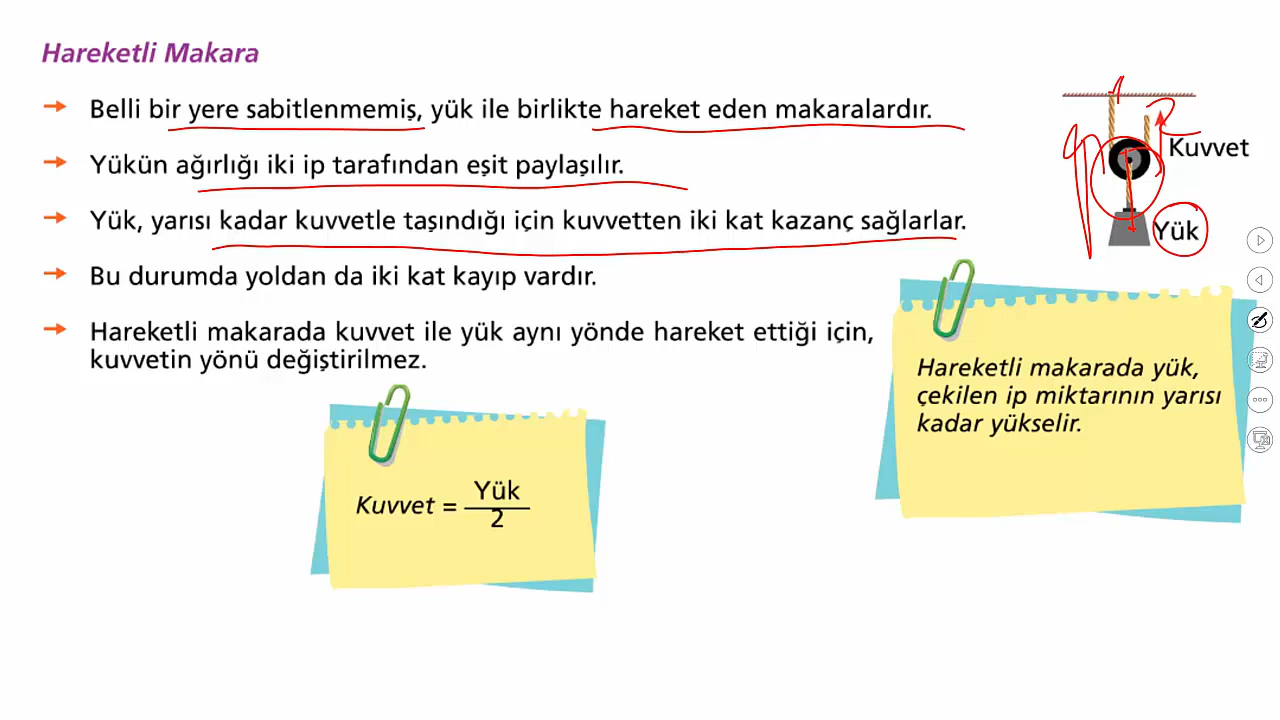 Hareketli Makara
Belli bir yere sabitlenmemiş, yük ile birlikte hareket eden makaralardır.
Yükün ağırlığı iki ip tarafından eşit paylaşılır.
Yük, yarısı kadar kuvvetle taşındığı için kuvvetten iki kat kazanç sağlarlar.
Bu durumda yoldan da iki kat kayıp vardır.
Hareketli makarada kuvvet ile yük aynı yönde hareket ettiği için,
kuvvetin yönü değiştirilmez.
Kuvvet
Yük
Kuvvet = Yük
2
Hareketli makarada yük,
çekilen ip miktarının yarısı
kadar yükselir.